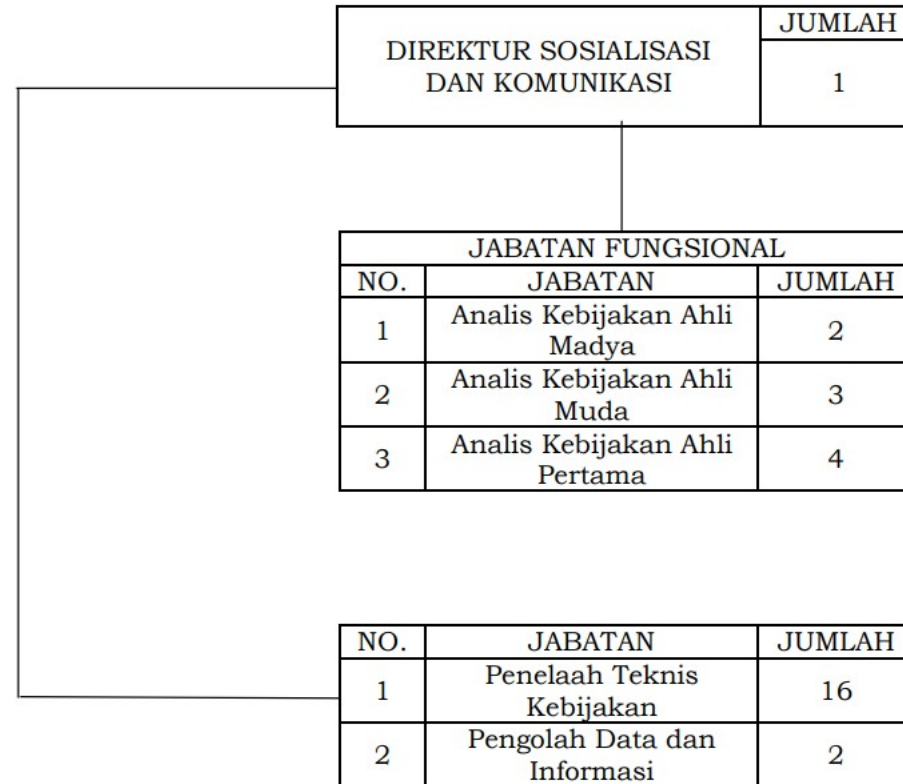 DIREKTUR SOSIALISASI
DAN KOMUNIKASI
JUMLAH
1
JABATAN FUNGSIONAL
NO. JABATAN JUMLAH
1 Analis Kebijakan Ahli
Madya 2
2 Analis Kebijakan Ahli
Muda 3
3 Analis Kebijakan Ahli
Pertama 4
NO. JABATAN JUMLAH
1 Penelaah Teknis
Kebijakan 16
2 Pengolah Data dan
Informasi 2